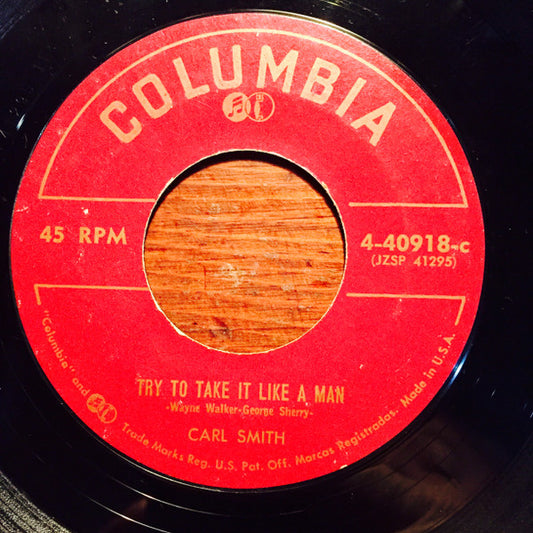 COLUMBIA
45 RPM
4-40918-c
(JZSP 41295)
TRY TO TAKE IT LIKE A MAN
-Wayne Walker-George Sherry-
CARL SMITH
"Columbia" and Trade Marks Reg. U.S. Pat. Off. Marcas Registradas. Made in U.S.A.